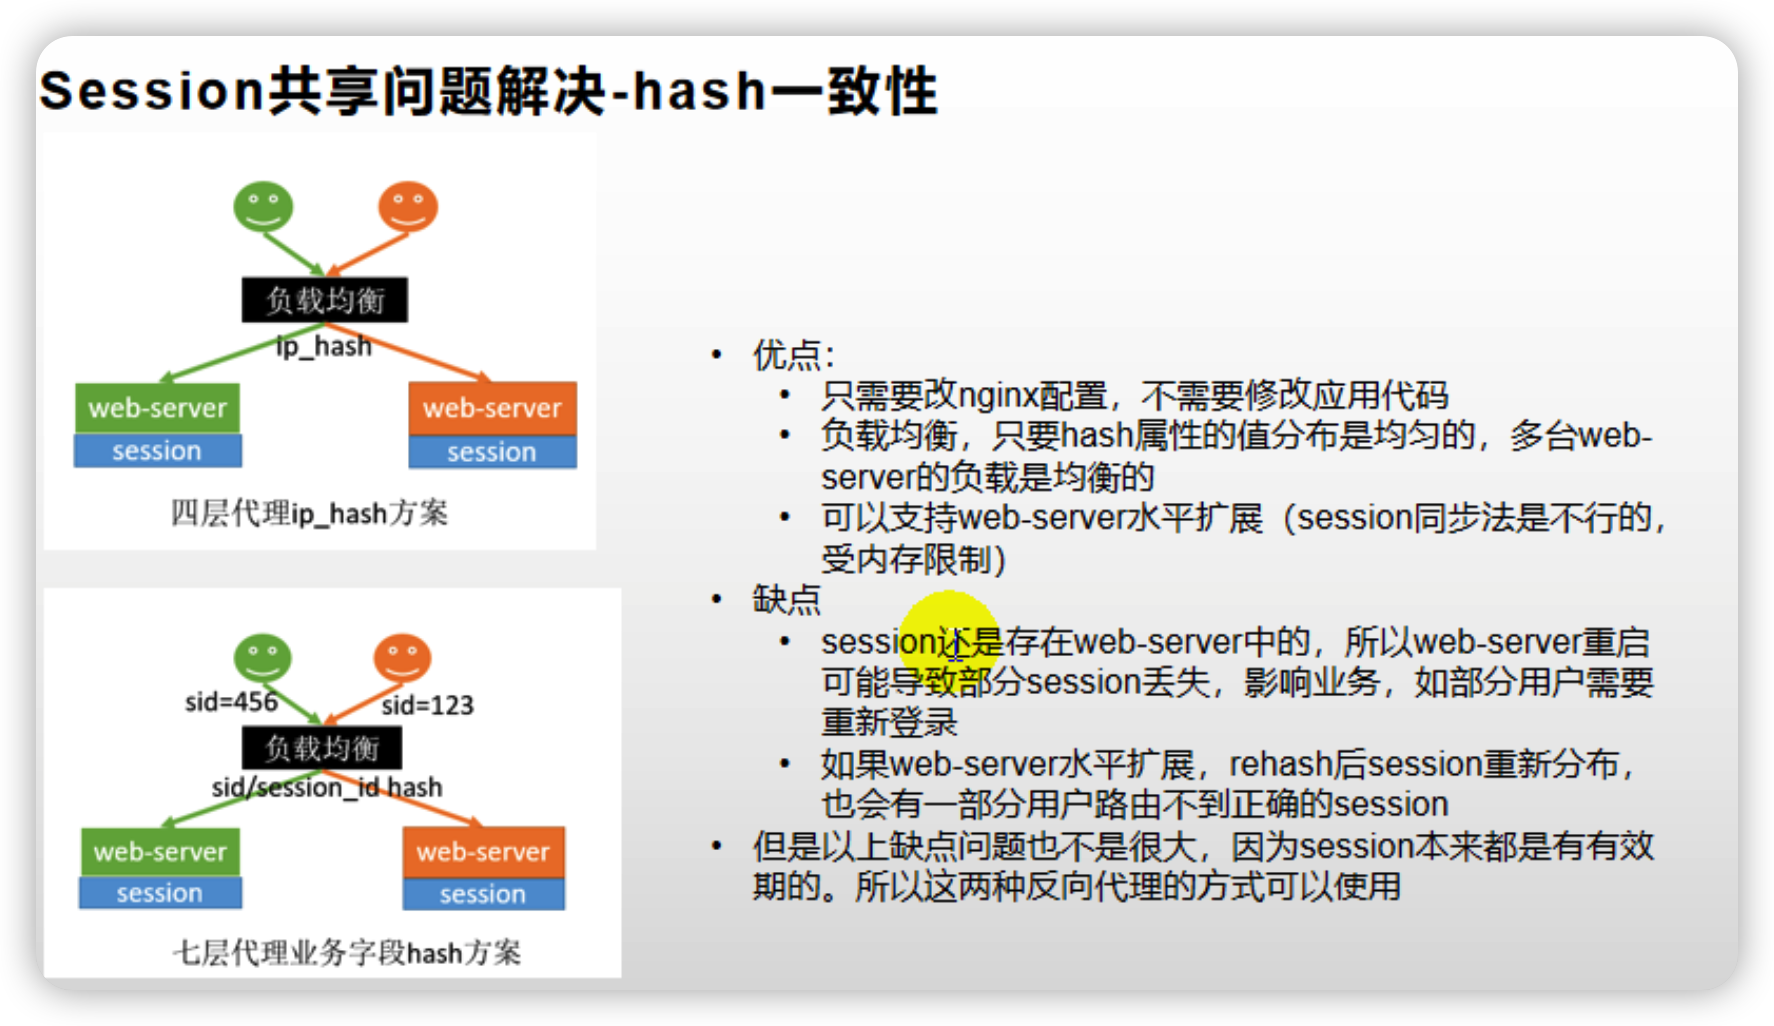 Session共享问题解决-hash一致性
负载均衡
ip_hash
web-server
web-server
session
session
四层代理ip_hash方案
sid=456
sid=123
负载均衡
sid/session_id hash
web-server
web-server
session
session
七层代理业务字段hash方案
• 优点：
• 只需要改nginx配置，不需要修改应用代码
• 负载均衡，只要hash属性的值分布是均匀的，多台web-
server的负载是均衡的
• 可以支持web-server水平扩展（session同步法是不行的，
受内存限制）
• 缺点
• session还是存在web-server中的，所以web-server重启
可能导致部分session丢失，影响业务，如部分用户需要
重新登录
• 如果web-server水平扩展，rehash后session重新分布，
也会有一部分用户路由不到正确的session
• 但是以上缺点问题也不是很大，因为session本来都是有有效
期的。所以这两种反向代理的方式可以使用